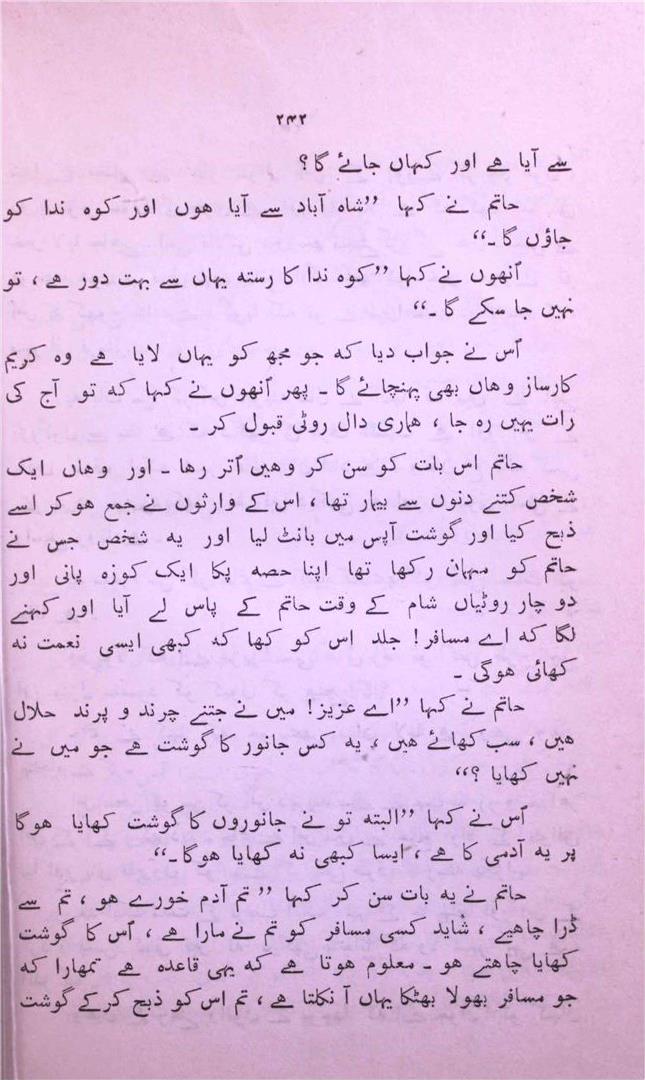 ۲۴۲
سے آیا ہے اور کہاں جائے گا؟
حاتم نے کہا ”شاہ آباد سے آیا ہوں اور کوہ ندا کو
جاؤں گا ۔“
اُنھوں نے کہا ”کوہ ندا کا رستہ یہاں سے بہت دور ہے ، تو
نہیں جا سکے گا ۔“
اُس نے جواب دیا کہ جو مجھ کو یہاں لایا ہے وہ کریم
کارساز وہاں بھی پہنچائے گا ۔ پھر اُنھوں نے کہا کہ تو آج کی
رات یہیں رہ جا ، ہماری دال روٹی قبول کر ۔
حاتم اس بات کو سن کر وہیں اُتر رہا ۔ اور وہاں ایک
شخص کتنے دنوں سے بیمار تھا ، اس کے وارثوں نے جمع ہو کر اسے
ذبح کیا اور گوشت آپس میں بانٹ لیا اور یہ شخص جس نے
حاتم کو مہمان رکھا تھا اپنا حصہ پکا ایک کوزہ پانی اور
دو چار روٹیاں شام کے وقت حاتم کے پاس لے آیا اور کہنے
لگا کہ اے مسافر! جلد اس کو کھا کہ کبھی ایسی نعمت نہ
کھائی ہوگی ۔
حاتم نے کہا ”اے عزیز! میں نے جتنے چرند و پرند حلال
ہیں ، سب کھائے ہیں ، یہ کس جانور کا گوشت ہے جو میں نے
نہیں کھایا ؟“
اُس نے کہا ”البتہ تو نے جانوروں کا گوشت کھایا ہوگا
پر یہ آدمی کا ہے ، ایسا کبھی نہ کھایا ہوگا ۔“
حاتم نے یہ بات سن کر کہا ” تم آدم خورے ہو ، تم سے
ڈرا چاہیے ، شاید کسی مسافر کو تم نے مارا ہے ، اُس کا گوشت
کھایا چاہتے ہو ۔ معلوم ہوتا ہے کہ یہی قاعدہ ہے تمھارا کہ
جو مسافر بھولا بھٹکا یہاں آ نکلتا ہے ، تم اس کو ذبح کرکے گوشت